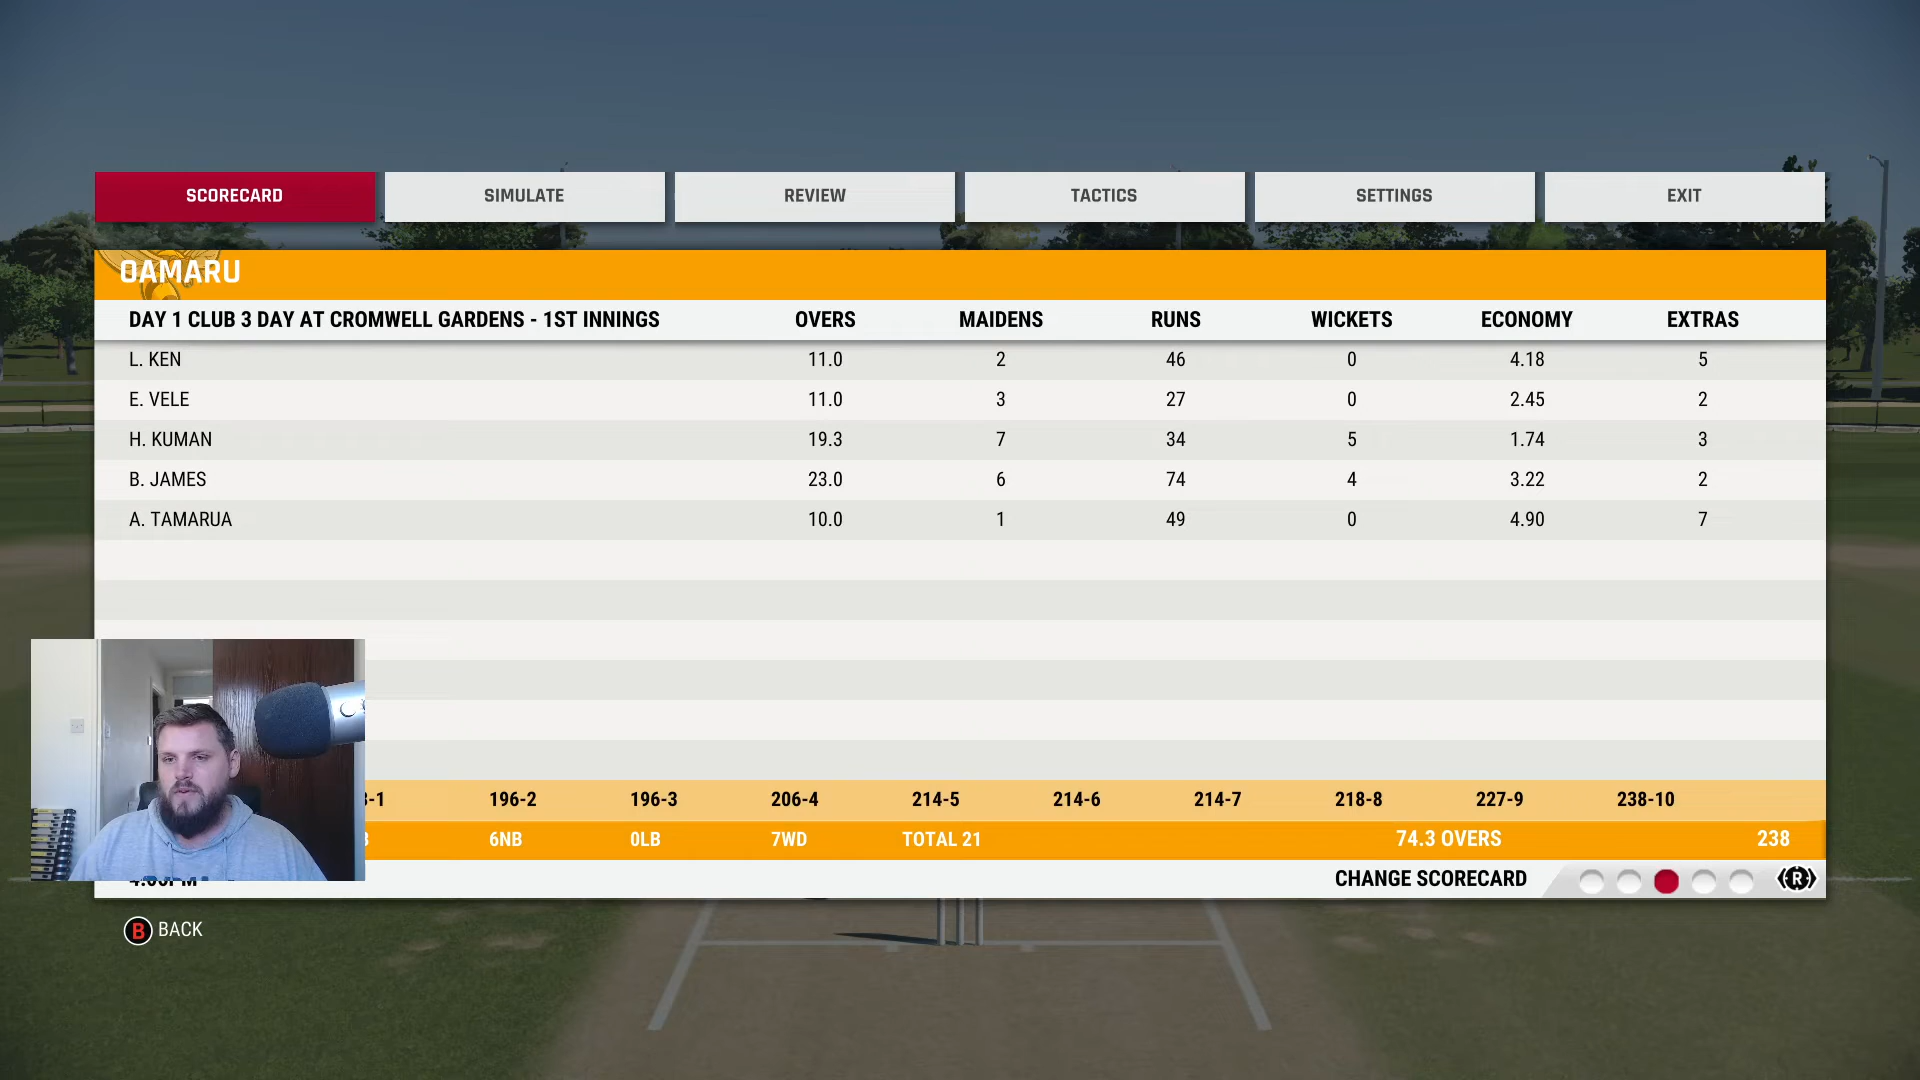 SCORECARD SIMULATE REVIEW TACTICS SETTINGS EXIT
OAMARU
DAY 1 CLUB 3 DAY AT CROMWELL GARDENS - 1ST INNINGS OVERS MAIDENS RUNS WICKETS ECONOMY EXTRAS
L. KEN 11.0 2 46 0 4.18 5
E. VELE 11.0 3 27 0 2.45 2
H. KUMAN 19.3 7 34 5 1.74 3
B. JAMES 23.0 6 74 4 3.22 2
A. TAMARUA 10.0 1 49 0 4.90 7
-1 196-2 196-3 206-4 214-5 214-6 214-7 218-8 227-9 238-10
6NB 0LB 7WD TOTAL 21 74.3 OVERS 238
CHANGE SCORECARD R
B BACK